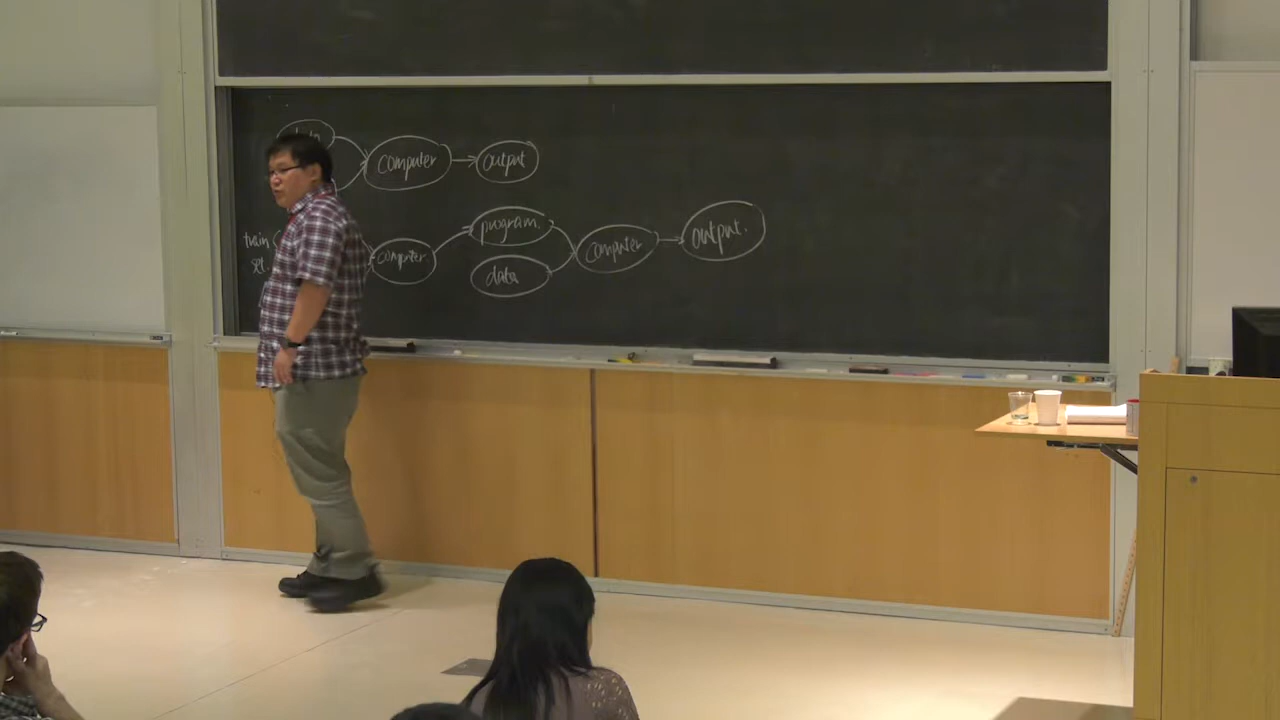 computer
output
train
set
computer
program.
data
computer
output.